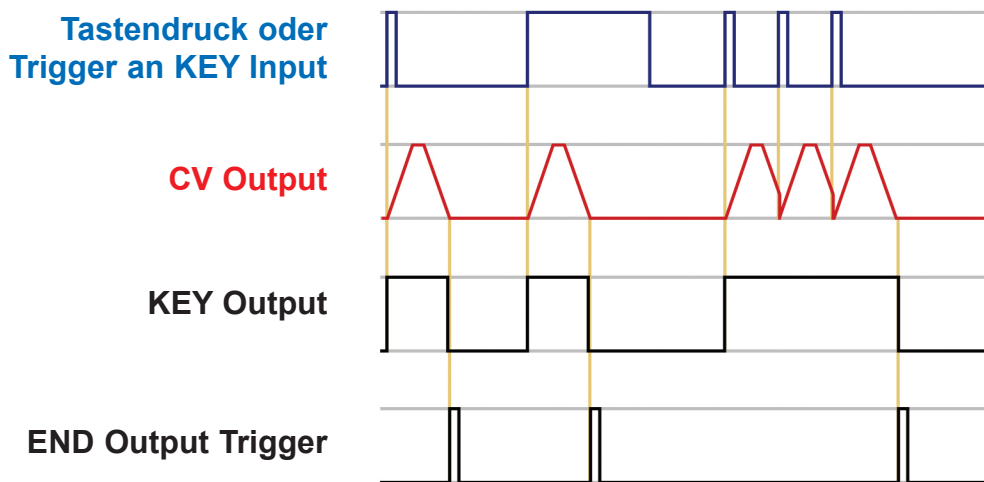 Tastendruck oder
Trigger an KEY Input
CV Output
KEY Output
END Output Trigger